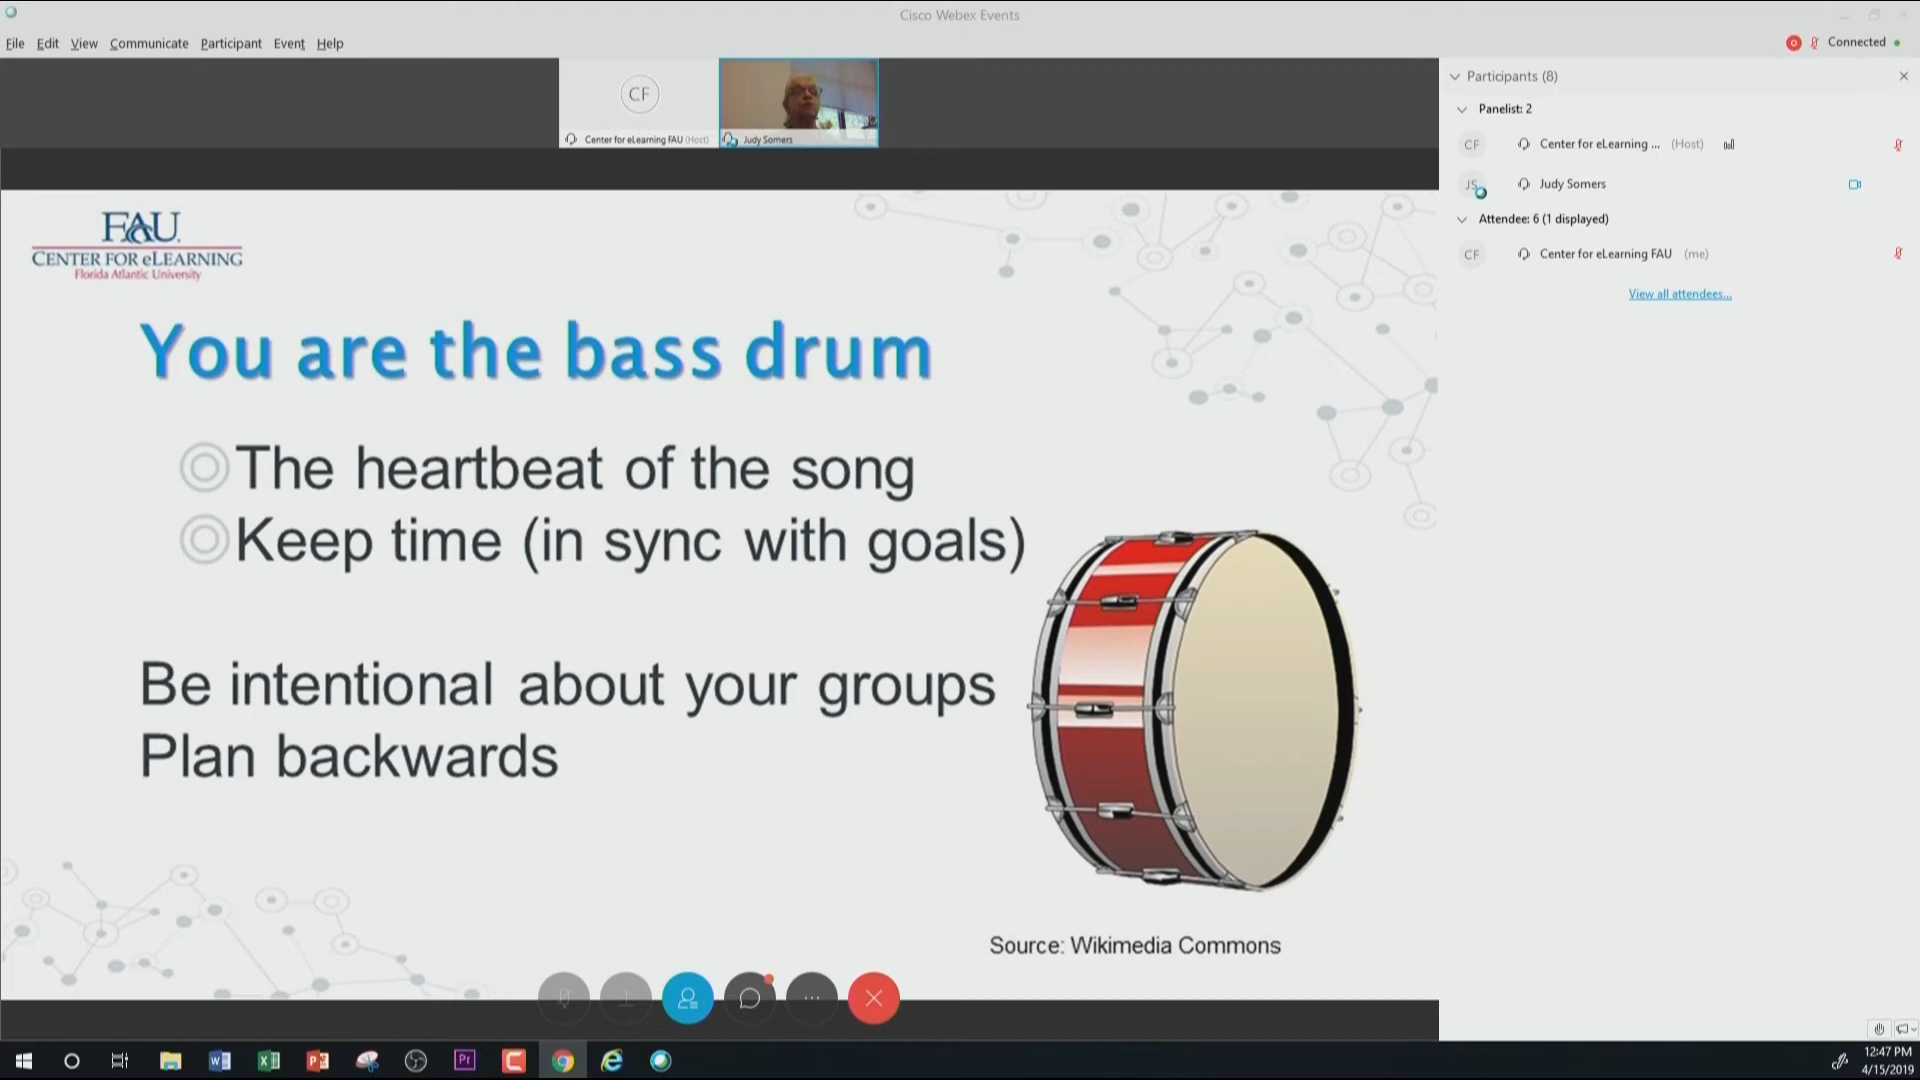 Cisco Webex Events
File Edit View Communicate Participant Event Help
Connected
CF
Center for eLearning FAU (Host)
Judy Somers
Participants (8)
Panelist: 2
CF Center for eLearning ... (Host)
JS Judy Somers
Attendee: 6 (1 displayed)
CF Center for eLearning FAU (me)
View all attendees...
FAU
CENTER FOR eLEARNING
Florida Atlantic University
You are the bass drum
The heartbeat of the song
Keep time (in sync with goals)
Be intentional about your groups
Plan backwards
Source: Wikimedia Commons
Pr
12:47 PM
4/15/2019